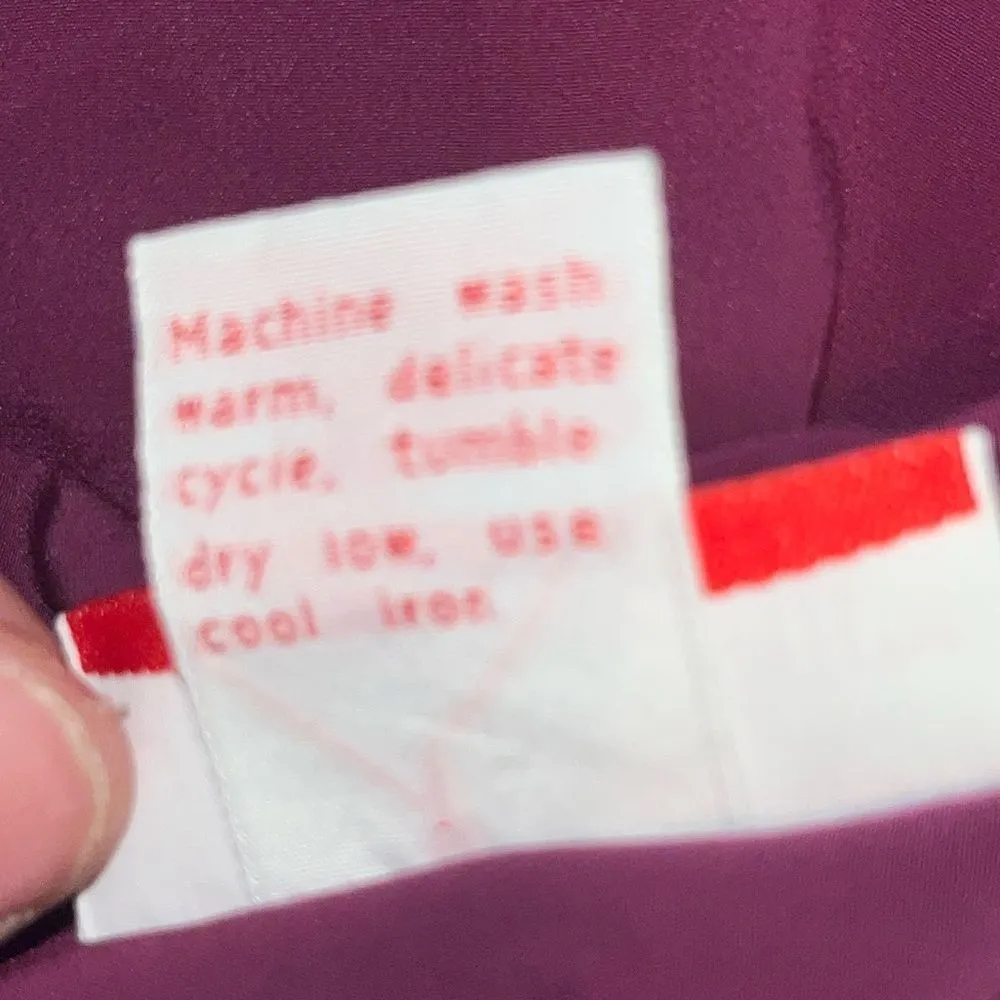 Machine wash
warm, delicate
cycle, tumble
dry low, use
cool iron